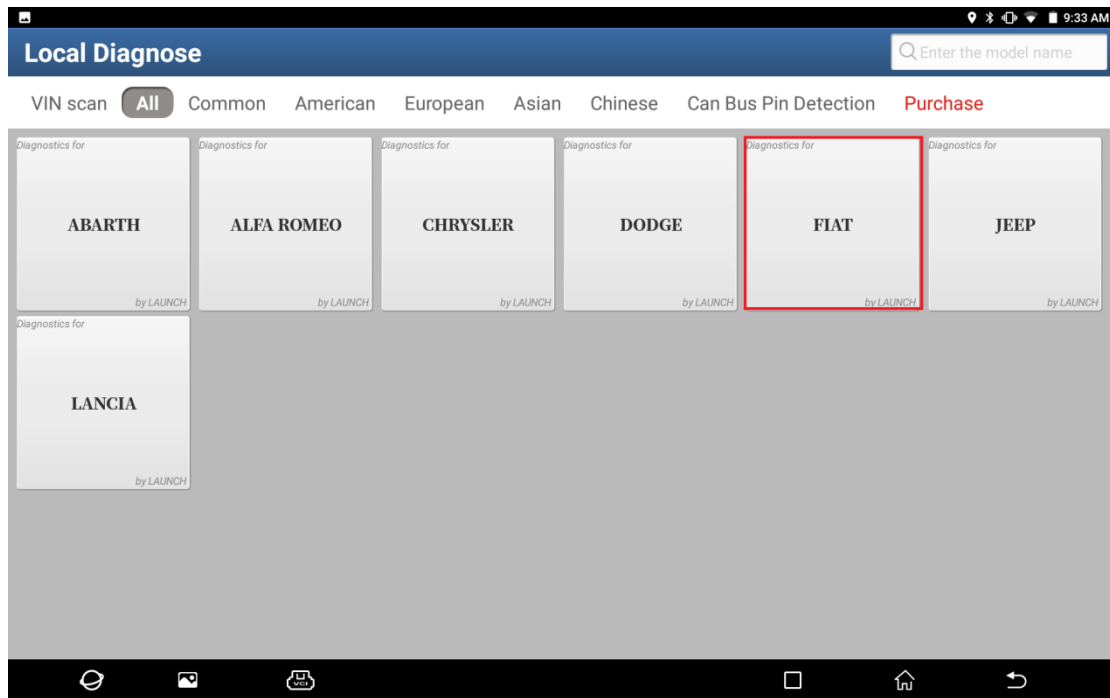 9:33 AM
Local Diagnose
Enter the model name
VIN scan All Common American European Asian Chinese Can Bus Pin Detection Purchase
Diagnostics for Diagnostics for Diagnostics for Diagnostics for Diagnostics for Diagnostics for
ABARTH ALFA ROMEO CHRYSLER DODGE FIAT JEEP
by LAUNCH by LAUNCH by LAUNCH by LAUNCH by LAUNCH by LAUNCH
Diagnostics for
LANCIA
by LAUNCH
VCI